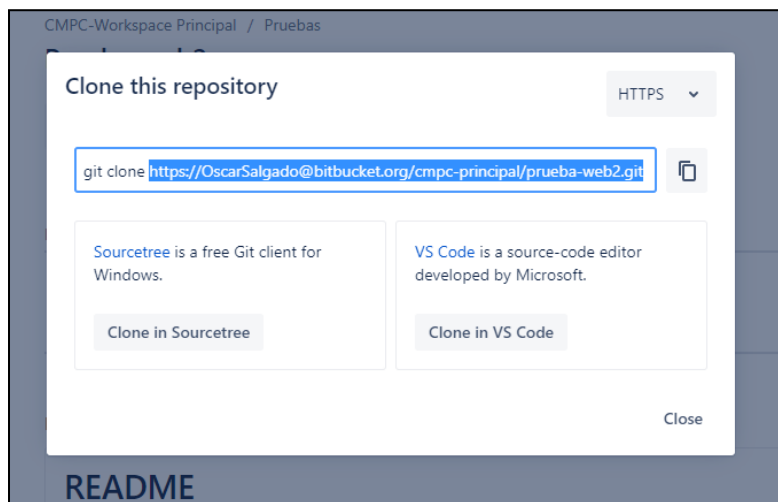 CMPC-Workspace Principal / Pruebas
Clone this repository
HTTPS
git clone https://OscarSalgado@bitbucket.org/cmpc-principal/prueba-web2.git
Sourcetree is a free Git client for
Windows.
Clone in Sourcetree
VS Code is a source-code editor
developed by Microsoft.
Clone in VS Code
Close
README